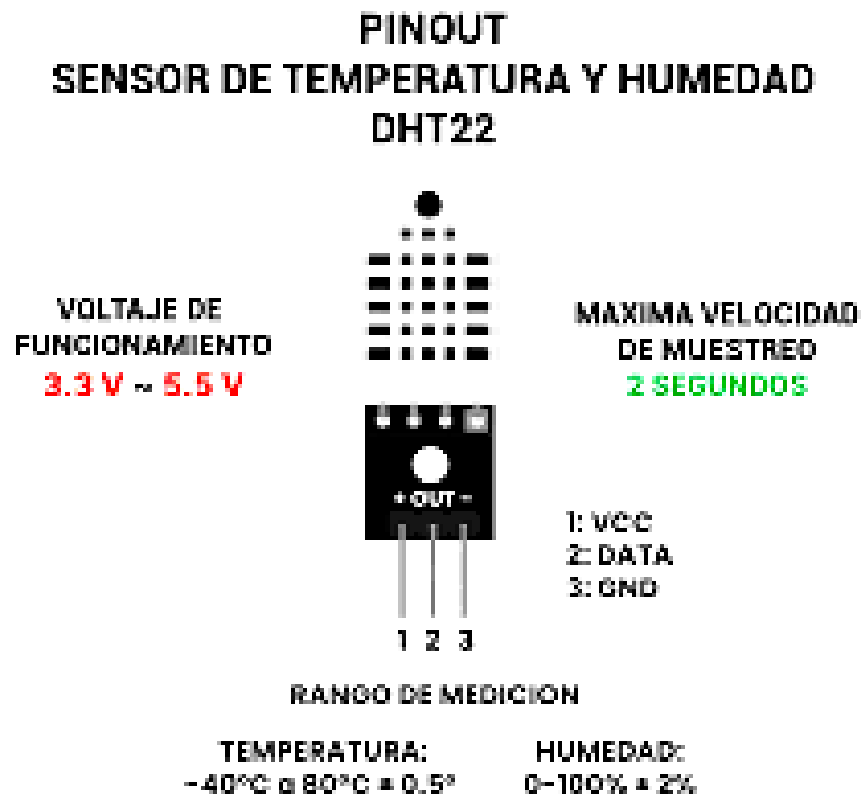 PINOUT
SENSOR DE TEMPERATURA Y HUMEDAD
DHT22
VOLTAJE DE
FUNCIONAMIENTO
3.3 V ~ 5.5 V
MAXIMA VELOCIDAD
DE MUESTREO
2 SEGUNDOS
+ OUT -
1: VCC
2: DATA
3: GND
1 2 3
RANGO DE MEDICION
TEMPERATURA:
-40°C a 80°C ± 0.5°
HUMEDAD:
0-100% ± 2%